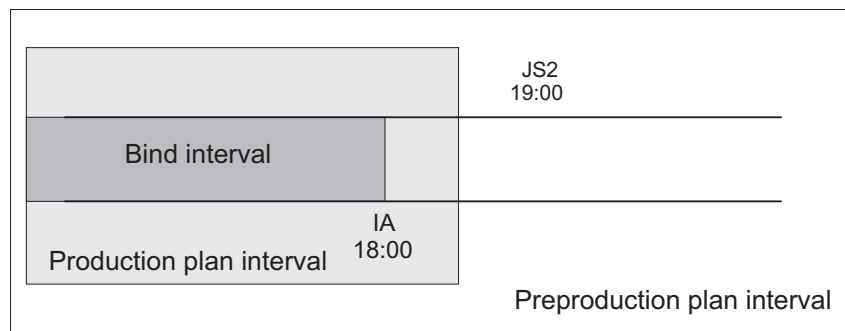 JS2
19:00
Bind interval
IA
18:00
Production plan interval
Preproduction plan interval